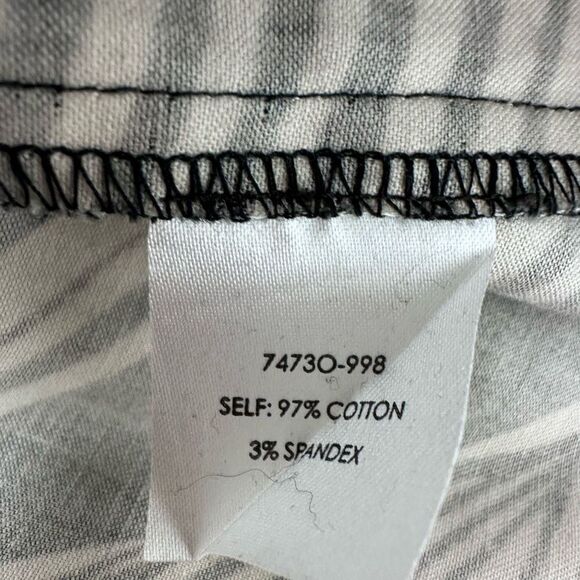 74730-998
SELF: 97% COTTON
3% SPANDEX